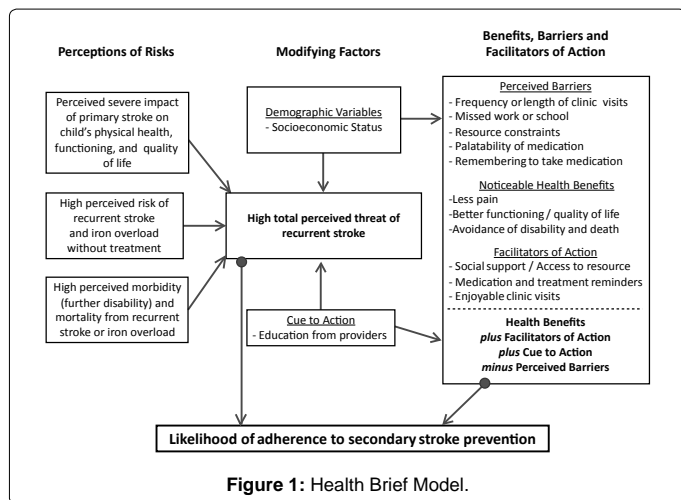 Perceptions of Risks
Modifying Factors
Benefits, Barriers and
Facilitators of Action
Perceived severe impact
of primary stroke on
child's physical health,
functioning, and quality
of life
High perceived risk of
recurrent stroke
and iron overload
without treatment
High perceived morbidity
(further disability) and
mortality from recurrent
stroke or iron overload
Demographic Variables
- Socioeconomic Status
High total perceived threat of
recurrent stroke
Cue to Action
- Education from providers
Perceived Barriers
- Frequency or length of clinic visits
- Missed work or school
- Resource constraints
- Palatability of medication
- Remembering to take medication
Noticeable Health Benefits
-Less pain
-Better functioning / quality of life
-Avoidance of disability and death
Facilitators of Action
- Social support / Access to resource
- Medication and treatment reminders
- Enjoyable clinic visits
Health Benefits
plus Facilitators of Action
plus Cue to Action
minus Perceived Barriers
Likelihood of adherence to secondary stroke prevention
Figure 1: Health Brief Model.